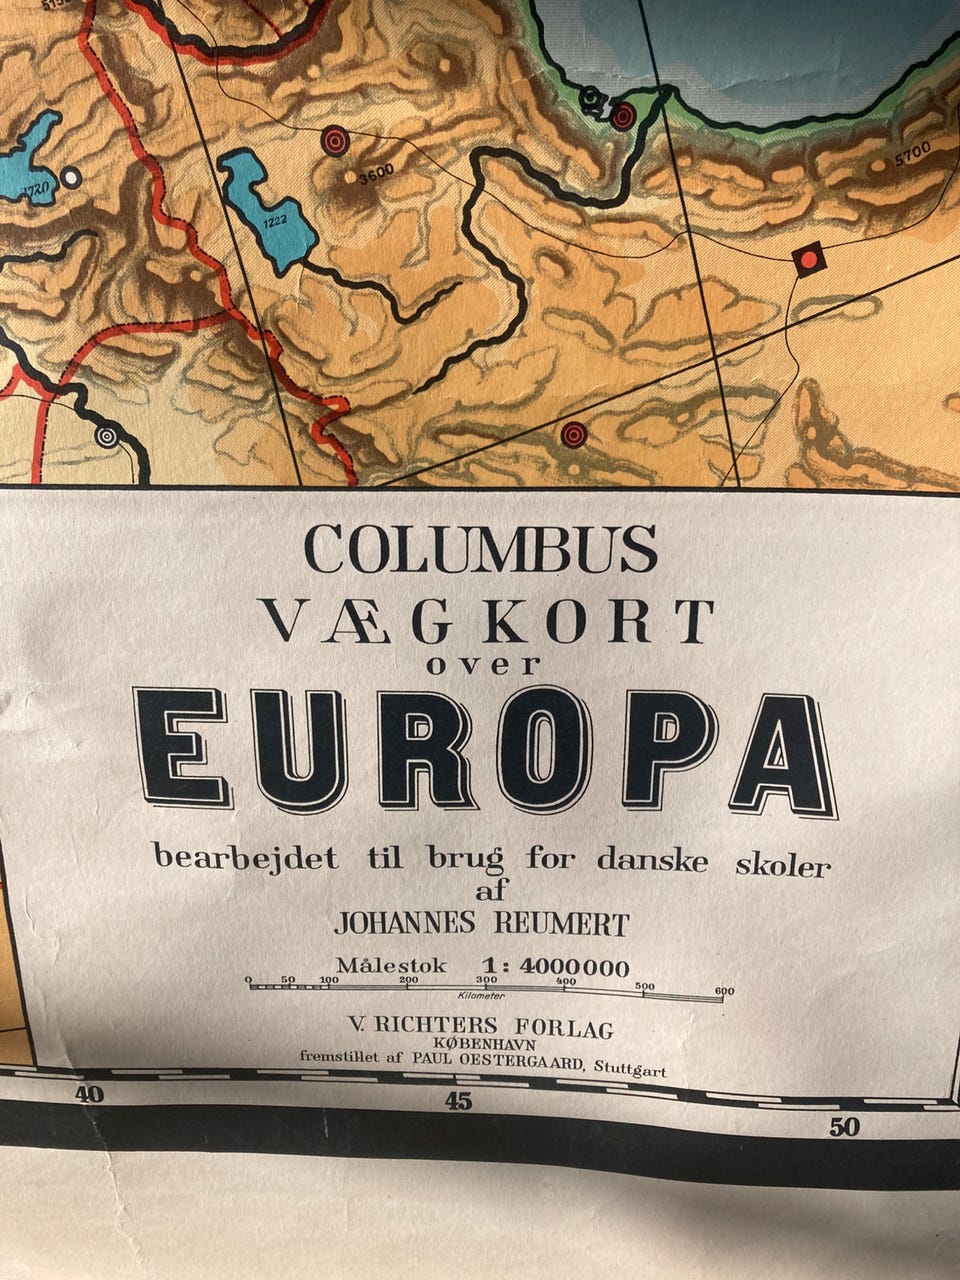 1720
1222
3600
5700
COLUMBUS
VÆGKORT
over
EUROPA
bearbejdet til brug for danske skoler
af
JOHANNES REUMERT
Målestok 1:4000000
0 50 100 200 300 400 500 600
Kilometer
V. RICHTERS FORLAG
KØBENHAVN
fremstillet af PAUL OESTERGAARD, Stuttgart
40 45 50